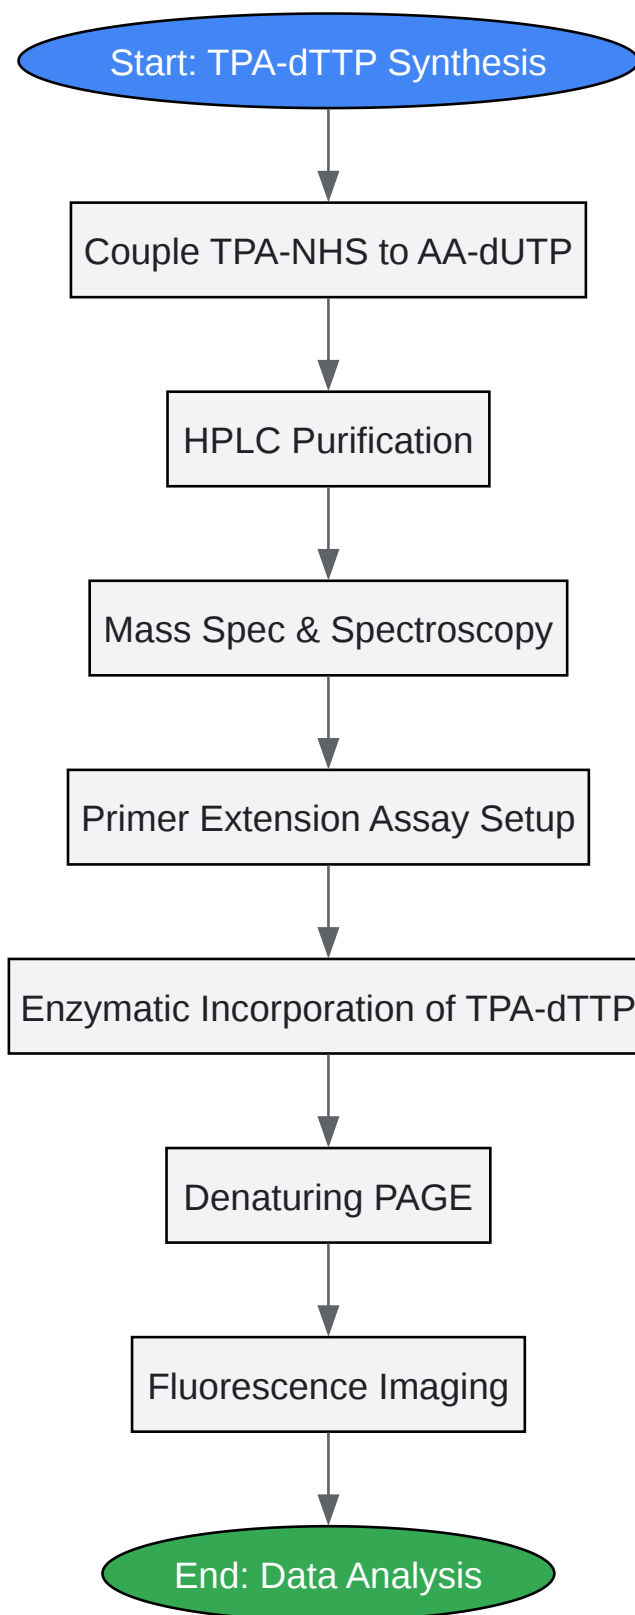 Start: TPA-dTTP Synthesis
Couple TPA-NHS to AA-dUTP
HPLC Purification
Mass Spec & Spectroscopy
Primer Extension Assay Setup
Enzymatic Incorporation of TPA-dTTP
Denaturing PAGE
Fluorescence Imaging
End: Data Analysis